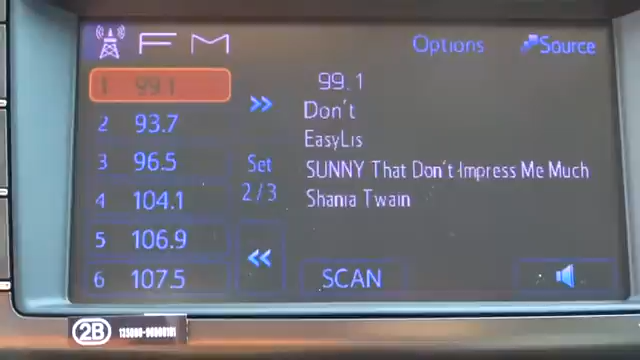 FM
Options
Source
1 99.1
2 93.7
3 96.5
4 104.1
5 106.9
6 107.5
>>
Set
2/3
<<
99.1
Don't
EasyLis
SUNNY That Don't Impress Me Much
Shania Twain
SCAN
2B